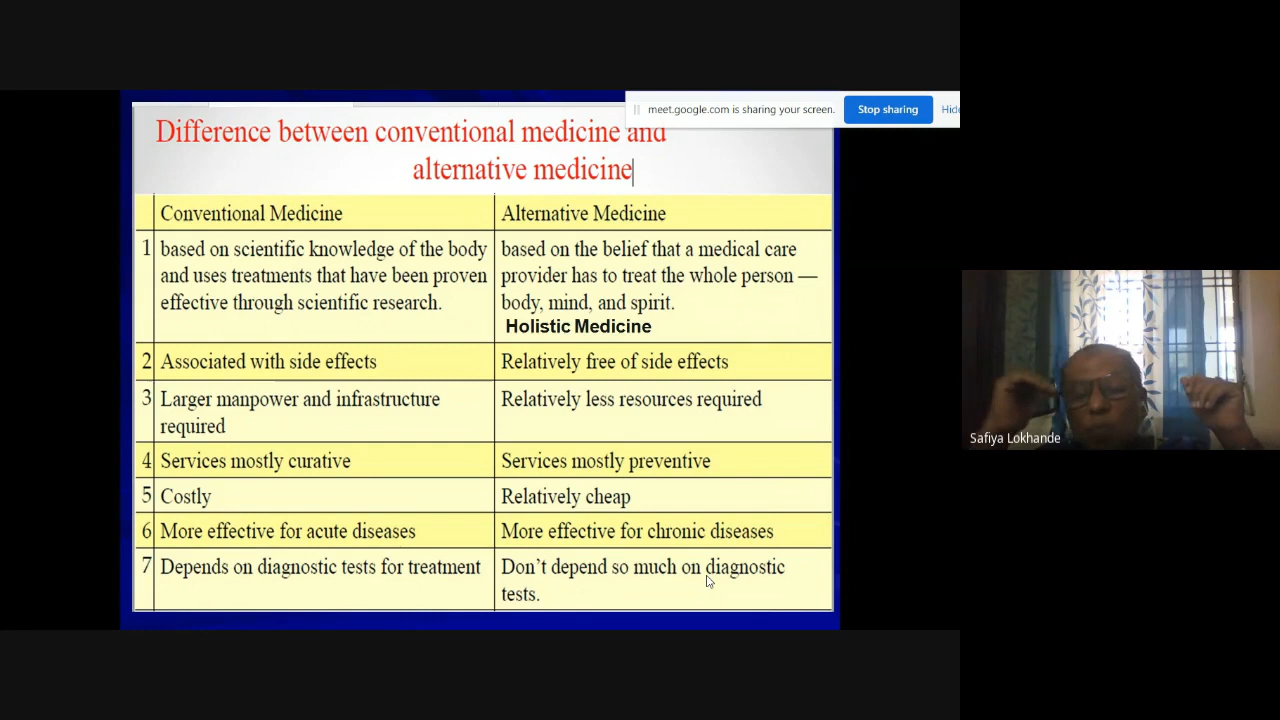 meet.google.com is sharing your screen.
Stop sharing
Hide
Difference between conventional medicine and
alternative medicine
Conventional Medicine
Alternative Medicine
1
based on scientific knowledge of the body
and uses treatments that have been proven
effective through scientific research.
based on the belief that a medical care
provider has to treat the whole person —
body, mind, and spirit.
Holistic Medicine
2
Associated with side effects
Relatively free of side effects
3
Larger manpower and infrastructure
required
Relatively less resources required
4
Services mostly curative
Services mostly preventive
5
Costly
Relatively cheap
6
More effective for acute diseases
More effective for chronic diseases
7
Depends on diagnostic tests for treatment
Don’t depend so much on diagnostic
tests.
Safiya Lokhande